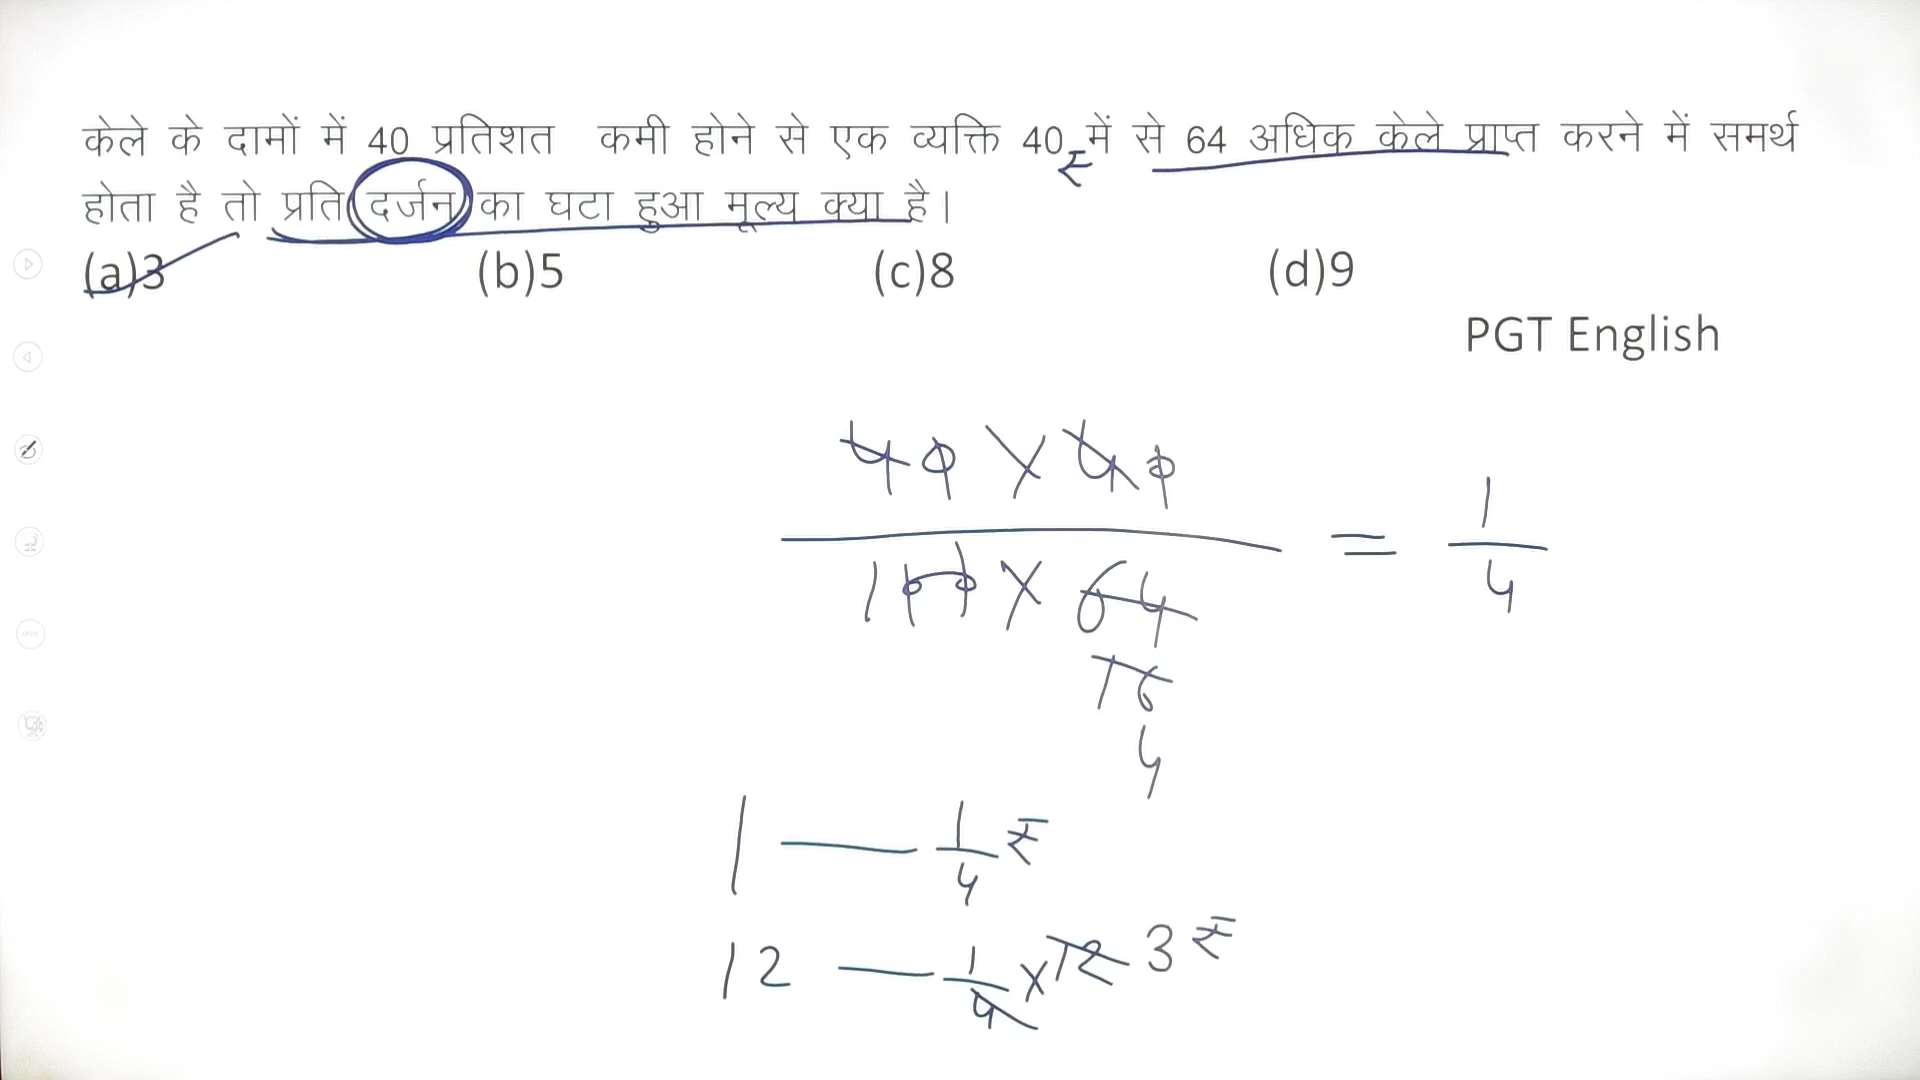 केले के दामों में 40 प्रतिशत कमी होने से एक व्यक्ति 40 ₹ में से 64 अधिक केले प्राप्त करने में समर्थ
होता है तो प्रति दर्जन का घटा हुआ मूल्य क्या है।
(a)3 (b)5 (c)8 (d)9
PGT English
40 X 40
100 X 64 = 1/4
16
4
1 — 1/4 ₹
12 — 1/4 x 12 3 ₹